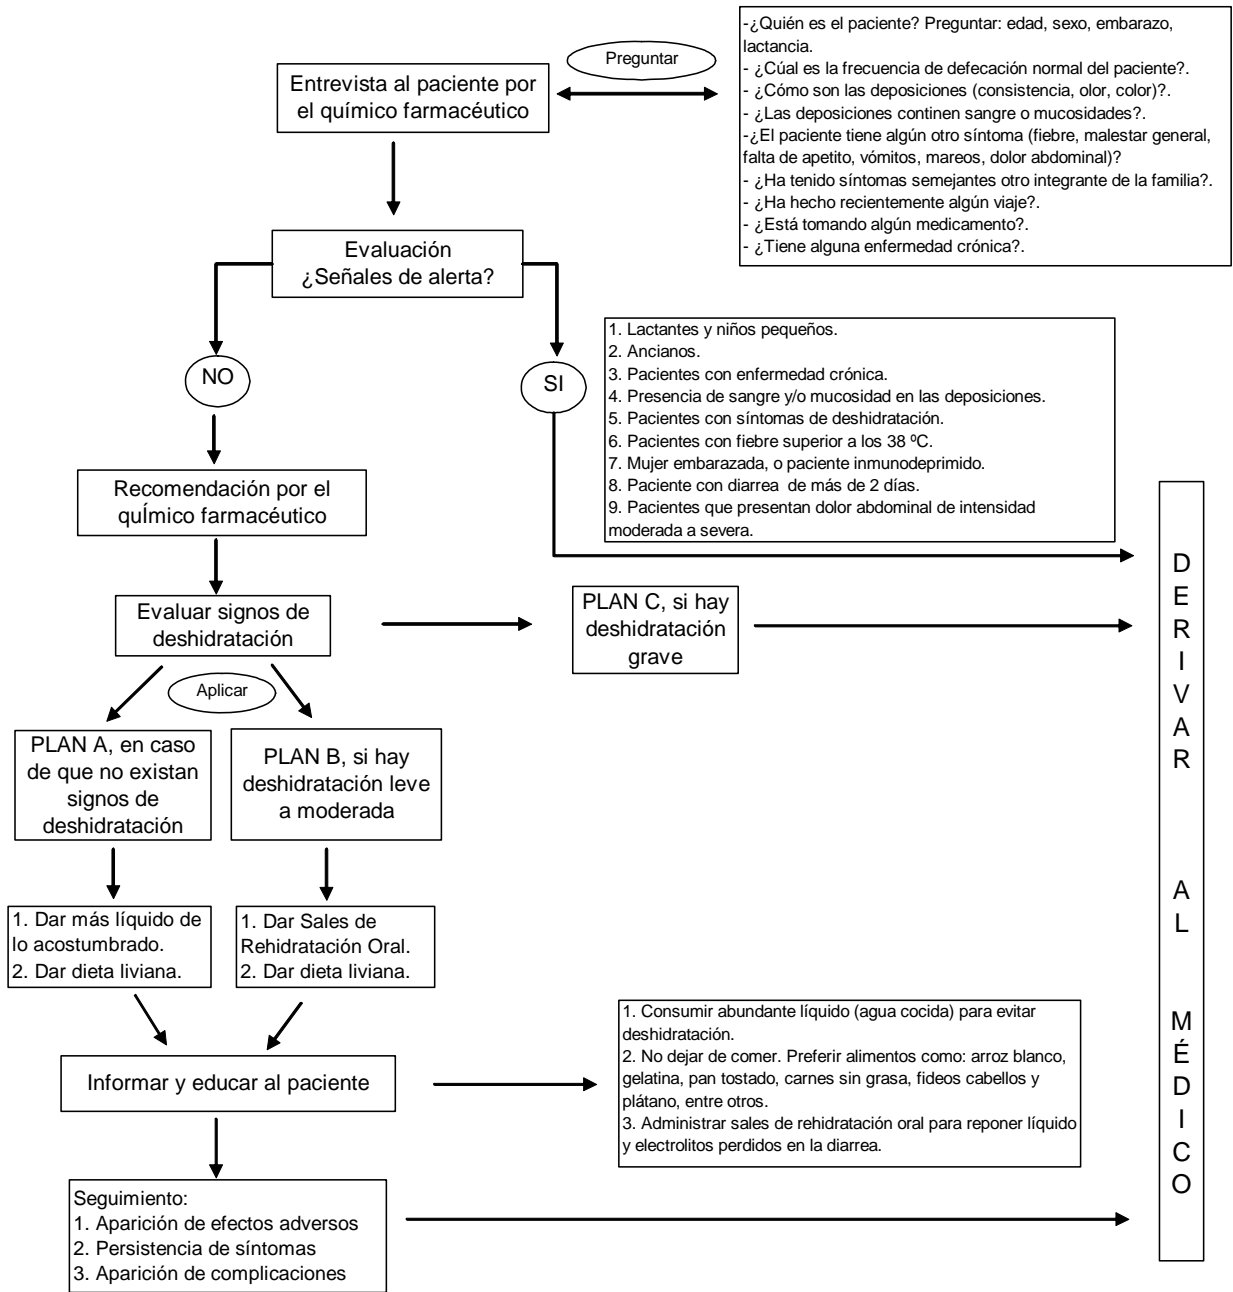 Preguntar
-¿Quién es el paciente? Preguntar: edad, sexo, embarazo,
lactancia.
- ¿Cúal es la frecuencia de defecación normal del paciente?.
- ¿Cómo son las deposiciones (consistencia, olor, color)?.
- ¿Las deposiciones continen sangre o mucosidades?.
-¿El paciente tiene algún otro síntoma (fiebre, malestar general,
falta de apetito, vómitos, mareos, dolor abdominal)?
- ¿Ha tenido síntomas semejantes otro integrante de la familia?.
- ¿Ha hecho recientemente algún viaje?.
- ¿Está tomando algún medicamento?.
- ¿Tiene alguna enfermedad crónica?.
Entrevista al paciente por
el químico farmacéutico
Evaluación
¿Señales de alerta?
NO
SI
1. Lactantes y niños pequeños.
2. Ancianos.
3. Pacientes con enfermedad crónica.
4. Presencia de sangre y/o mucosidad en las deposiciones.
5. Pacientes con síntomas de deshidratación.
6. Pacientes con fiebre superior a los 38 ºC.
7. Mujer embarazada, o paciente inmunodeprimido.
8. Paciente con diarrea  de más de 2 días.
9. Pacientes que presentan dolor abdominal de intensidad
moderada a severa.
Recomendación por el
quÍmico farmacéutico
Evaluar signos de
deshidratación
PLAN C, si hay
deshidratación
grave
Aplicar
PLAN A, en caso
de que no existan
signos de
deshidratación
PLAN B, si hay
deshidratación leve
a moderada
1. Dar más líquido de
lo acostumbrado.
2. Dar dieta liviana.
1. Dar Sales de
Rehidratación Oral.
2. Dar dieta liviana.
Informar y educar al paciente
1. Consumir abundante líquido (agua cocida) para evitar
deshidratación.
2. No dejar de comer. Preferir alimentos como: arroz blanco,
gelatina, pan tostado, carnes sin grasa, fideos cabellos y
plátano, entre otros.
3. Administrar sales de rehidratación oral para reponer líquido
y electrolitos perdidos en la diarrea.
Seguimiento:
1. Aparición de efectos adversos
2. Persistencia de síntomas
3. Aparición de complicaciones
DERIVAR AL MÉDICO